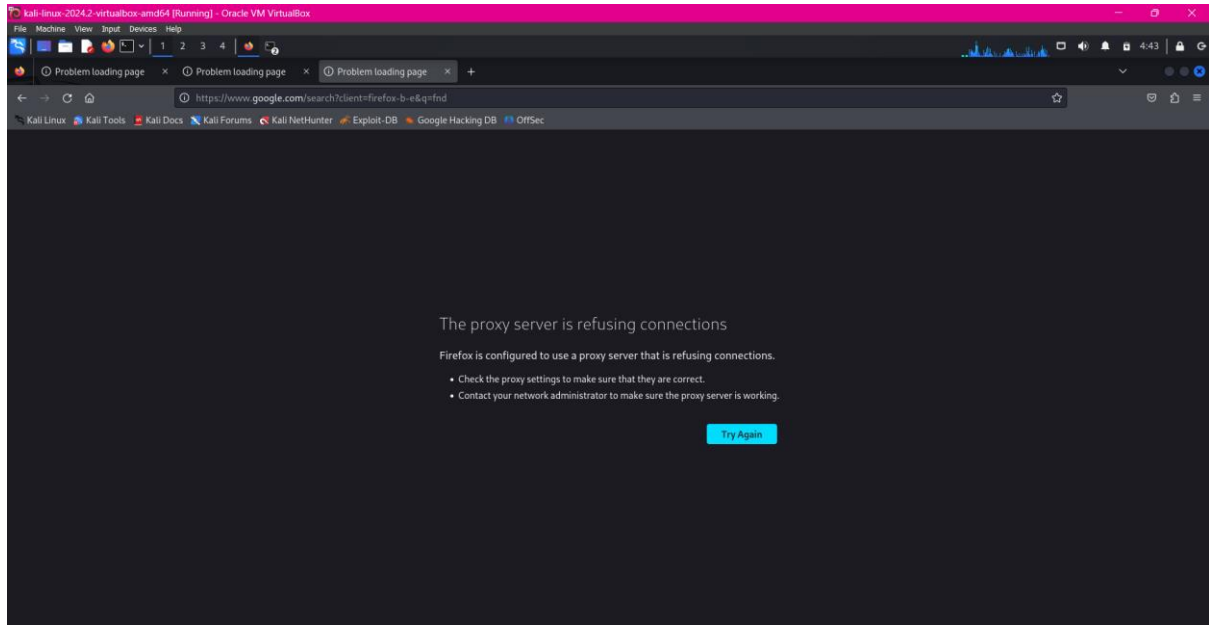 kali-linux-2024.2-virtualbox-amd64 [Running] - Oracle VM VirtualBox
File Machine View Input Devices Help
1 2 3 4 2 4:43
Problem loading page Problem loading page Problem loading page
https://www.google.com/search?client=firefox-b-e&q=fnd
Kali Linux Kali Tools Kali Docs Kali Forums Kali NetHunter Exploit-DB Google Hacking DB OffSec
The proxy server is refusing connections
Firefox is configured to use a proxy server that is refusing connections.
• Check the proxy settings to make sure that they are correct.
• Contact your network administrator to make sure the proxy server is working.
Try Again